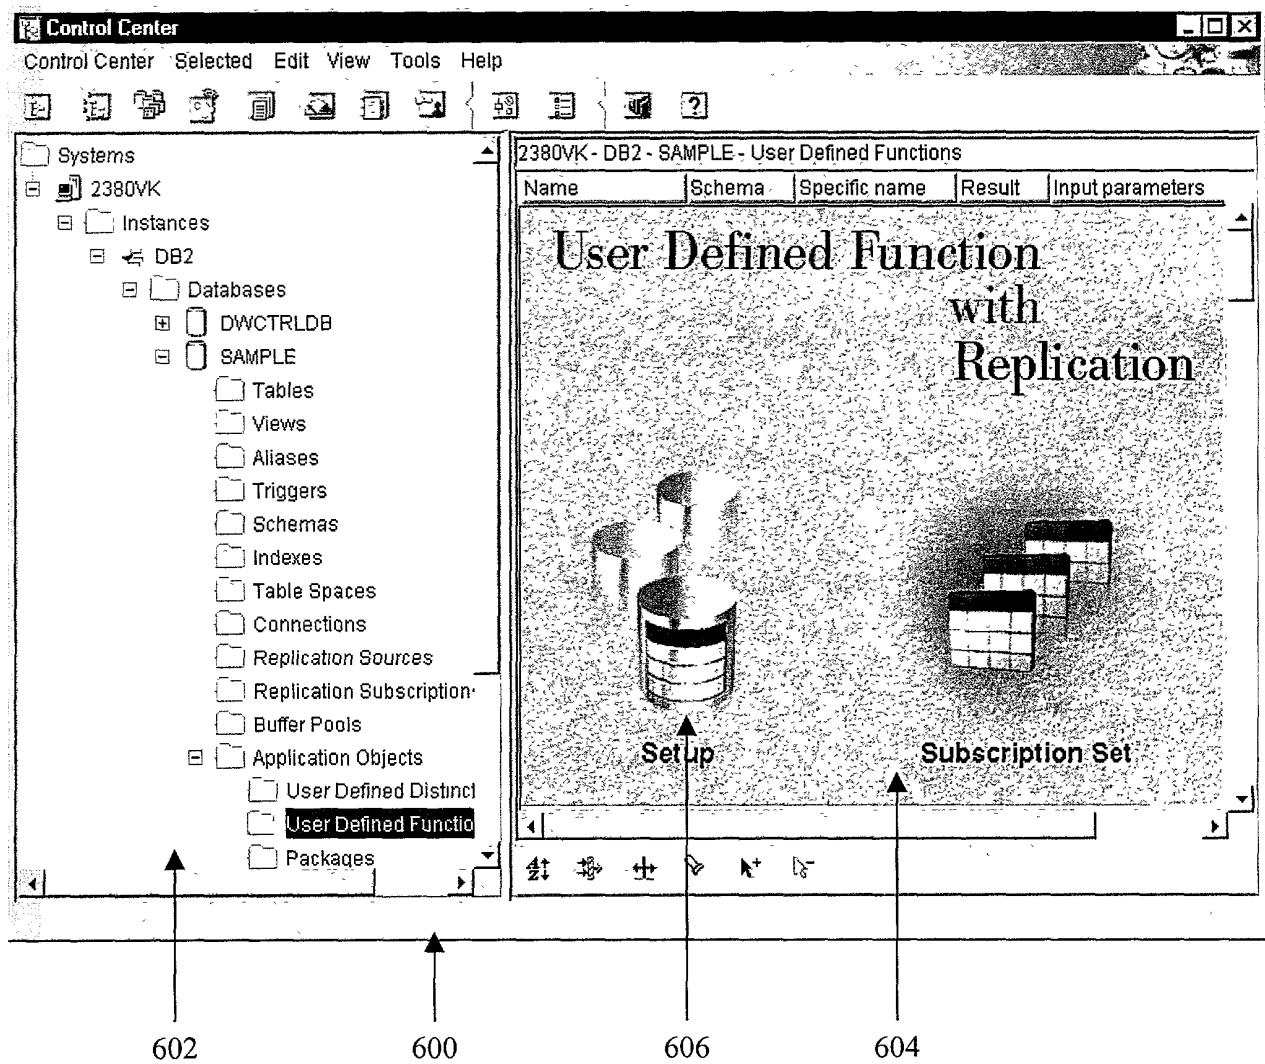 Control Center
Control Center Selected Edit View Tools Help
Systems
2380VK
Instances
DB2
Databases
DWCTRLDB
SAMPLE
Tables
Views
Aliases
Triggers
Schemas
Indexes
Table Spaces
Connections
Replication Sources
Replication Subscription
Buffer Pools
Application Objects
User Defined Distinct
User Defined Functio
Packages
2380VK - DB2 - SAMPLE - User Defined Functions
Name Schema Specific name Result Input parameters
User Defined Function
with
Replication
Setup
Subscription Set
602 600 606 604